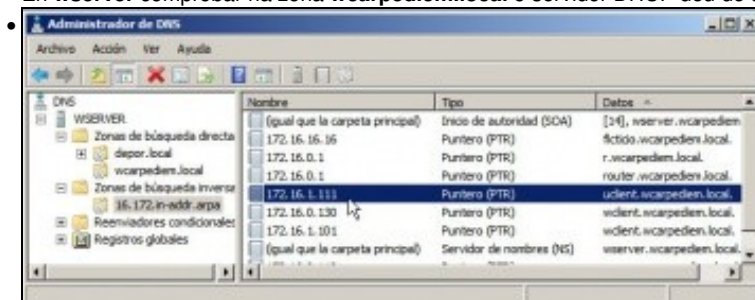 En wserver comprobar na zona wcarpediem.local o servidor DHCP deu de
Administrador de DNS
Archivo Acción Ver Ayuda
DNS
WSERVER
Zonas de búsqueda directa
depor.local
wcarpediem.local
Zonas de búsqueda inversa
16.172.in-addr.arpa
Reenviadores condicionales
Registros globales
Nombre Tipo Datos
(igual que la carpeta principal) Inicio de autoridad (SOA) [14], wserver.wcarpediem
172.16.16.16 Puntero (PTR) ficticio.wcarpediem.local.
172.16.0.1 Puntero (PTR) r.wcarpediem.local.
172.16.0.1 Puntero (PTR) router.wcarpediem.local.
172.16.1.111 Puntero (PTR) uclient.wcarpediem.local.
172.16.0.130 Puntero (PTR) wclient.wcarpediem.local.
172.16.1.101 Puntero (PTR) wclient.wcarpediem.local.
(igual que la carpeta principal) Servidor de nombres (NS) wserver.wcarpediem.local.